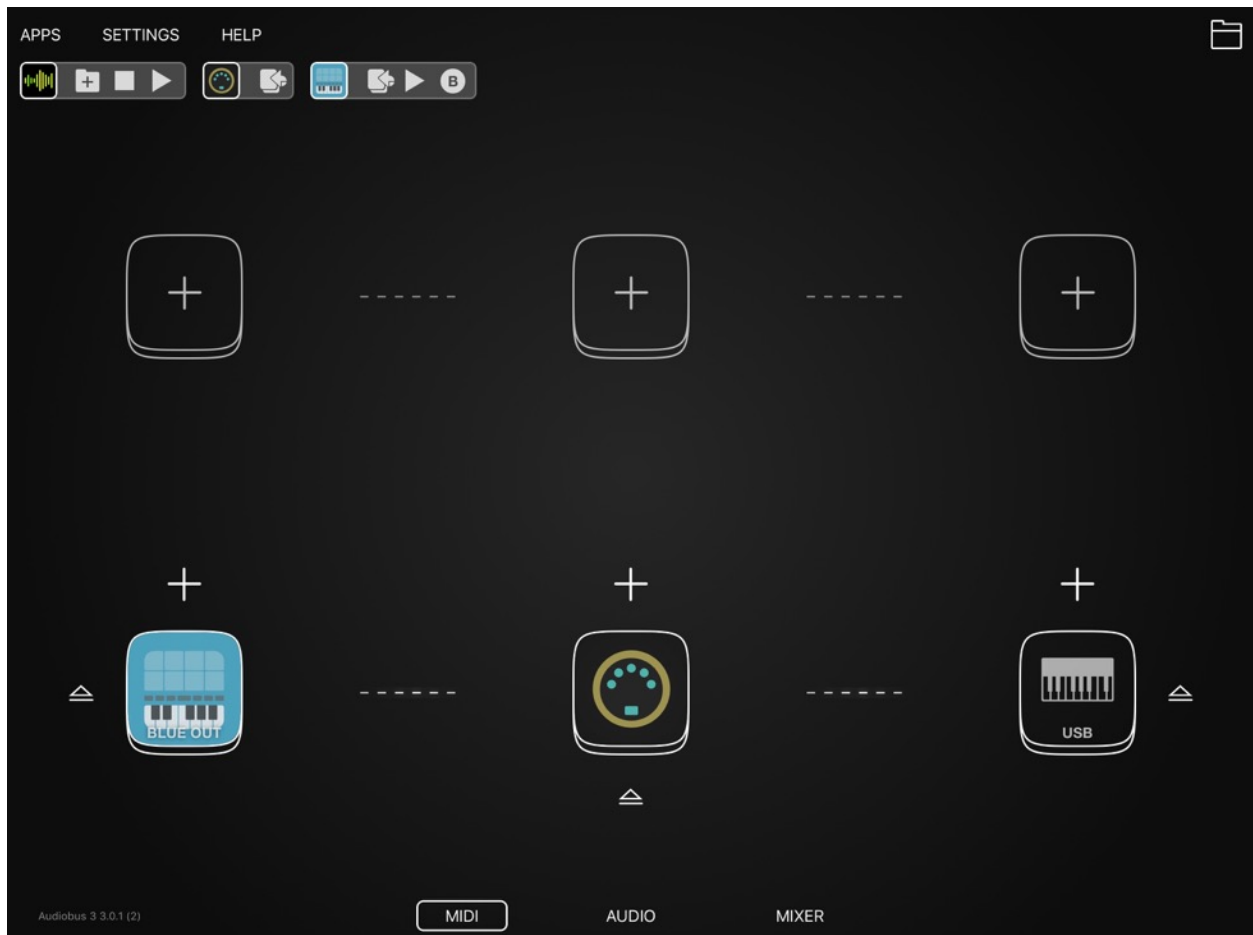 APPS SETTINGS HELP
B
BLUE OUT
USB
Audiobus 3 3.0.1 (2)
MIDI AUDIO MIXER